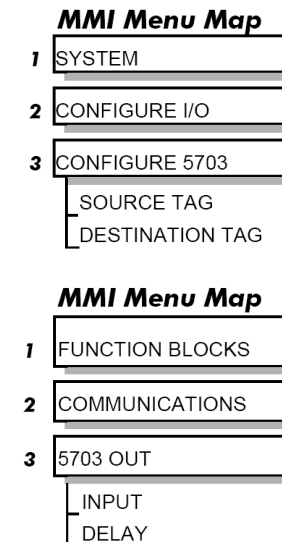 MMI Menu Map
1 SYSTEM
2 CONFIGURE I/O
3 CONFIGURE 5703
SOURCE TAG
DESTINATION TAG
MMI Menu Map
1 FUNCTION BLOCKS
2 COMMUNICATIONS
3 5703 OUT
INPUT
DELAY